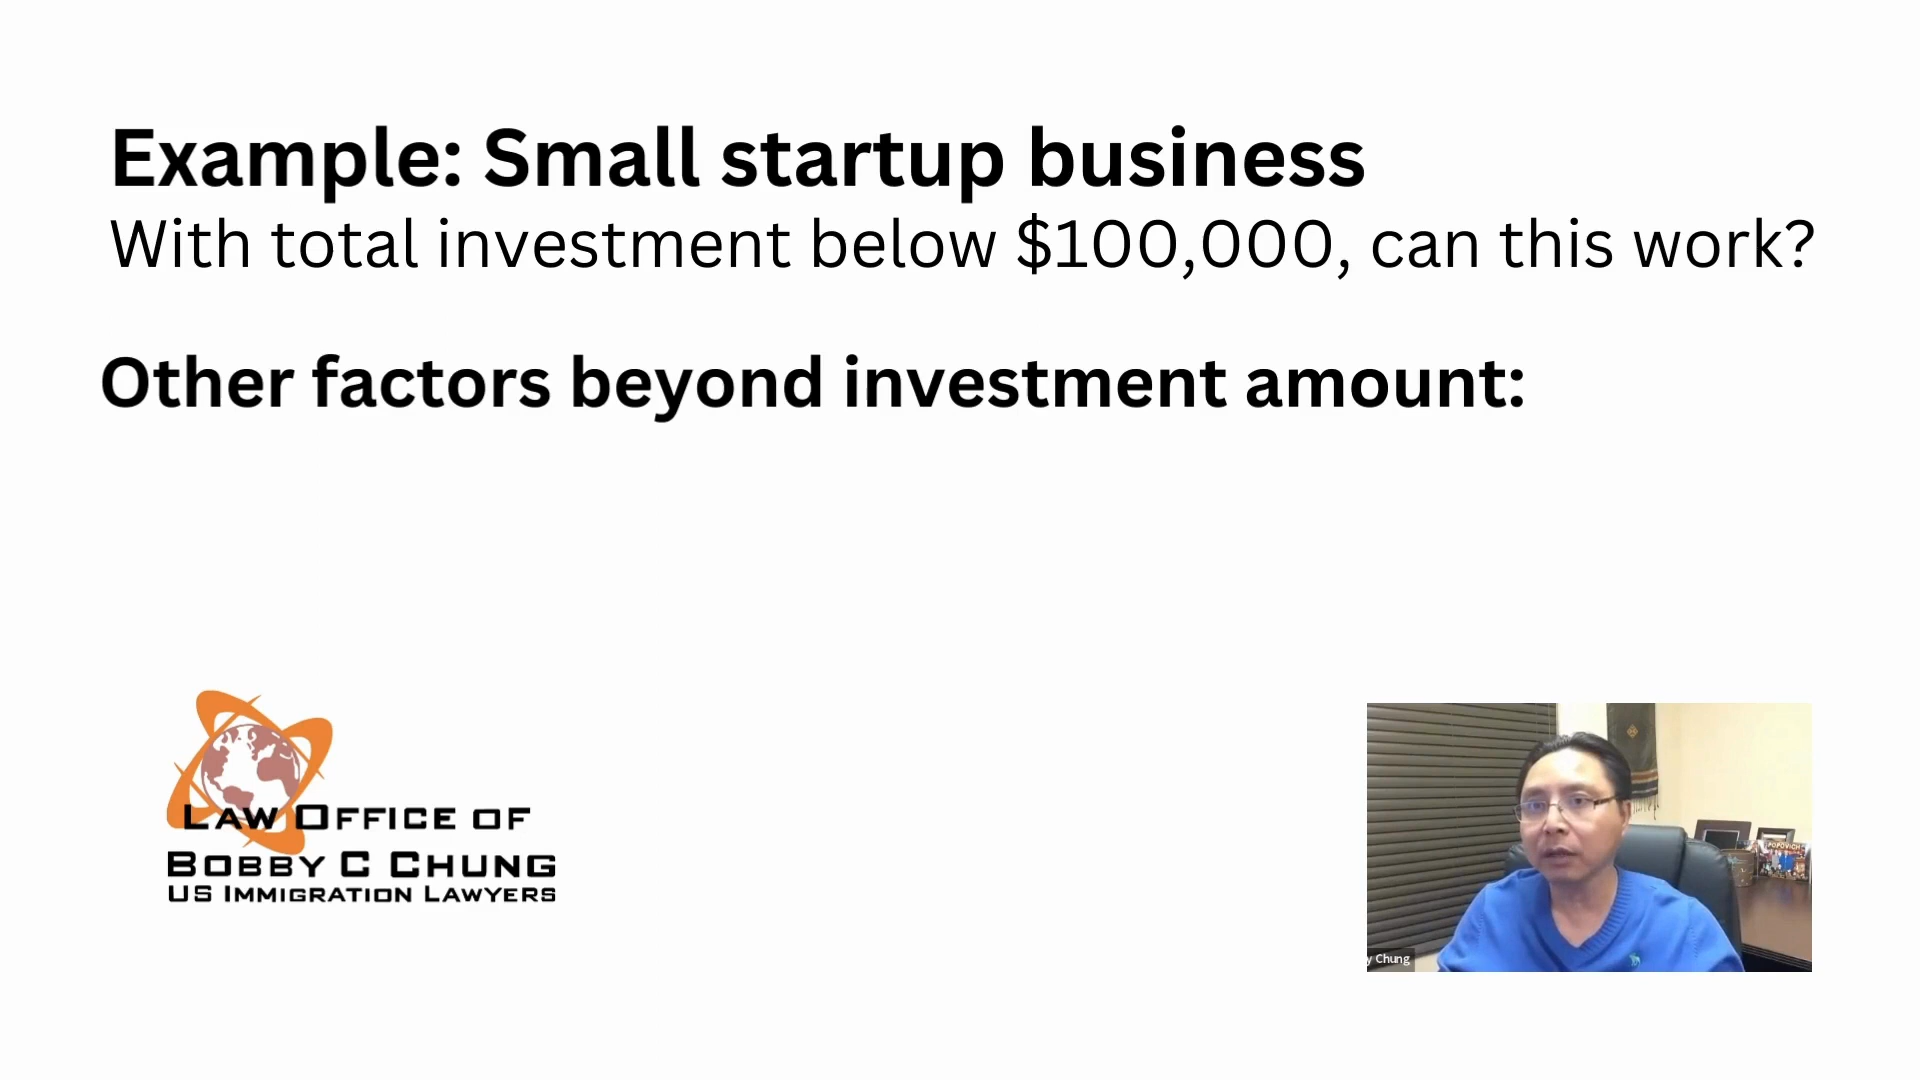 Example: Small startup business
With total investment below $100,000, can this work?
Other factors beyond investment amount:
LAW OFFICE OF
BOBBY C CHUNG
US IMMIGRATION LAWYERS
POPOVICH
y Chung